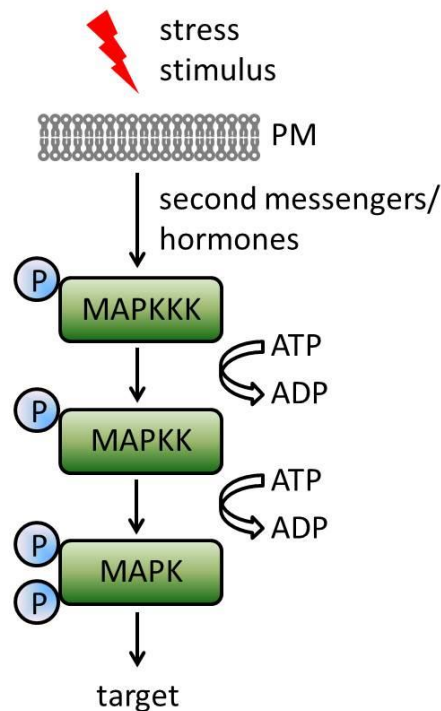 stress
stimulus
PM
second messengers/
hormones
P
MAPKKK
ATP
ADP
P
MAPKK
ATP
ADP
P
MAPK
P
target